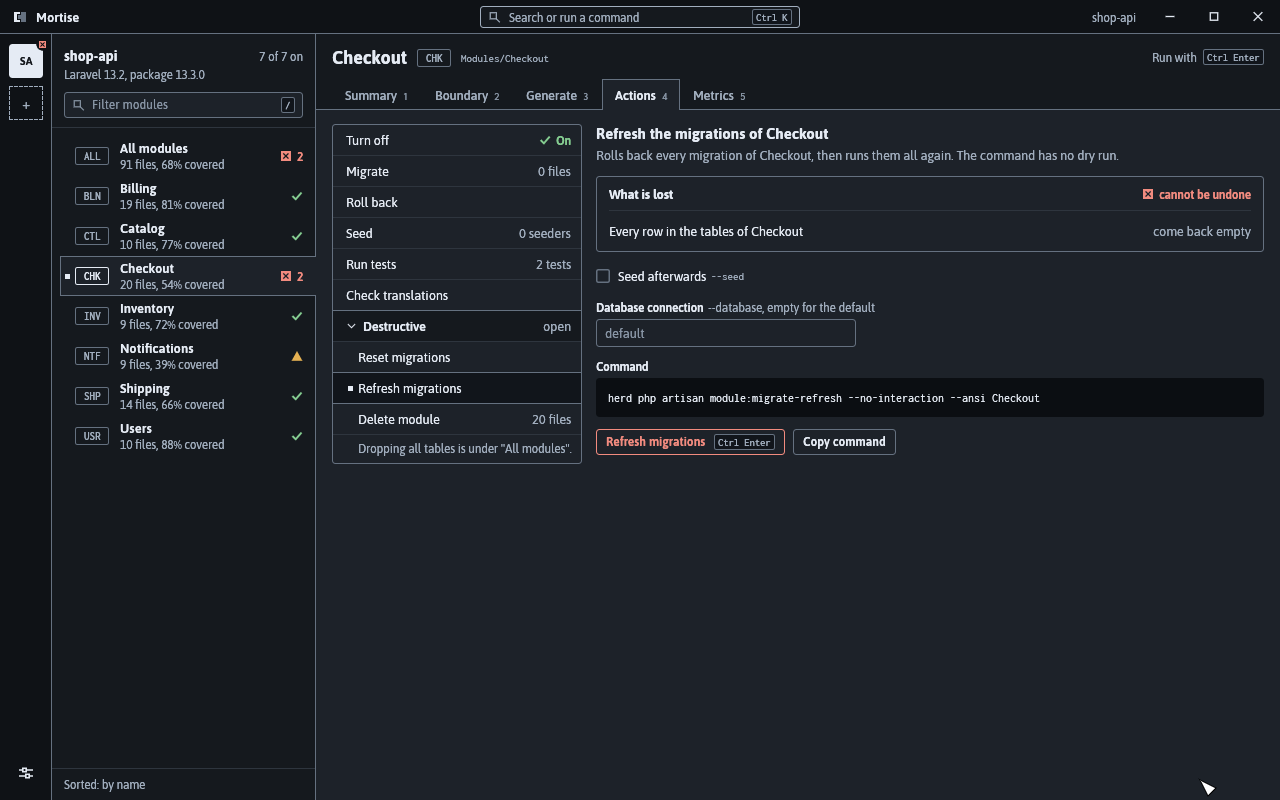 Mortise
Search or run a command Ctrl K
shop-api
SA
+
shop-api 7 of 7 on
Laravel 13.2, package 13.3.0
Filter modules /
ALL All modules 2
91 files, 68% covered
BLN Billing
19 files, 81% covered
CTL Catalog
10 files, 77% covered
CHK Checkout 2
20 files, 54% covered
INV Inventory
9 files, 72% covered
NTF Notifications
9 files, 39% covered
SHP Shipping
14 files, 66% covered
USR Users
10 files, 88% covered
Sorted: by name
Checkout CHK Modules/Checkout
Run with Ctrl Enter
Summary 1 Boundary 2 Generate 3 Actions 4 Metrics 5
Turn off On
Migrate 0 files
Roll back
Seed 0 seeders
Run tests 2 tests
Check translations
Destructive open
Reset migrations
Refresh migrations
Delete module 20 files
Dropping all tables is under "All modules".
Refresh the migrations of Checkout
Rolls back every migration of Checkout, then runs them all again. The command has no dry run.
What is lost cannot be undone
Every row in the tables of Checkout come back empty
Seed afterwards --seed
Database connection --database, empty for the default
default
Command
herd php artisan module:migrate-refresh --no-interaction --ansi Checkout
Refresh migrations Ctrl Enter Copy command